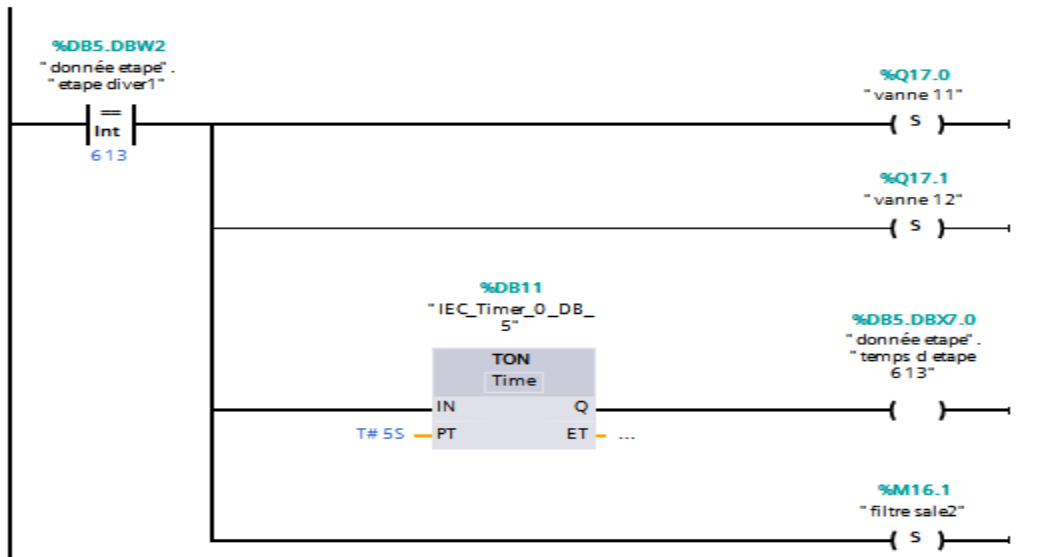 %DB5.DBW2
"donnée etape".
"etape diver1"
==
Int
613
%Q17.0
"vanne 11"
( S )
%Q17.1
"vanne 12"
( S )
%DB11
"IEC_Timer_0_DB_
5"
TON
Time
IN Q
T#5S PT ET ...
%DB5.DBX7.0
"donnée etape".
"temps d etape
613"
( )
%M16.1
"filtre sale2"
( S )